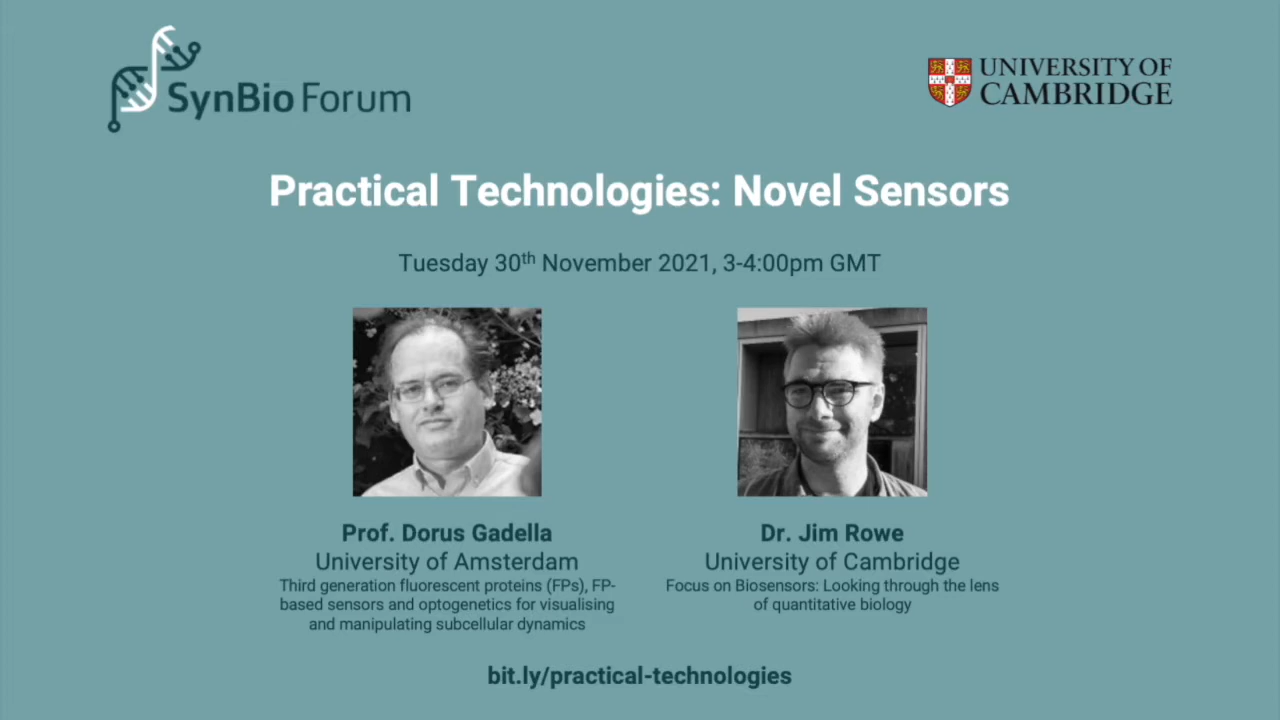 SynBio Forum
UNIVERSITY OF
CAMBRIDGE
Practical Technologies: Novel Sensors
Tuesday 30th November 2021, 3-4:00pm GMT
Prof. Dorus Gadella
University of Amsterdam
Third generation fluorescent proteins (FPs), FP-
based sensors and optogenetics for visualising
and manipulating subcellular dynamics
Dr. Jim Rowe
University of Cambridge
Focus on Biosensors: Looking through the lens
of quantitative biology
bit.ly/practical-technologies